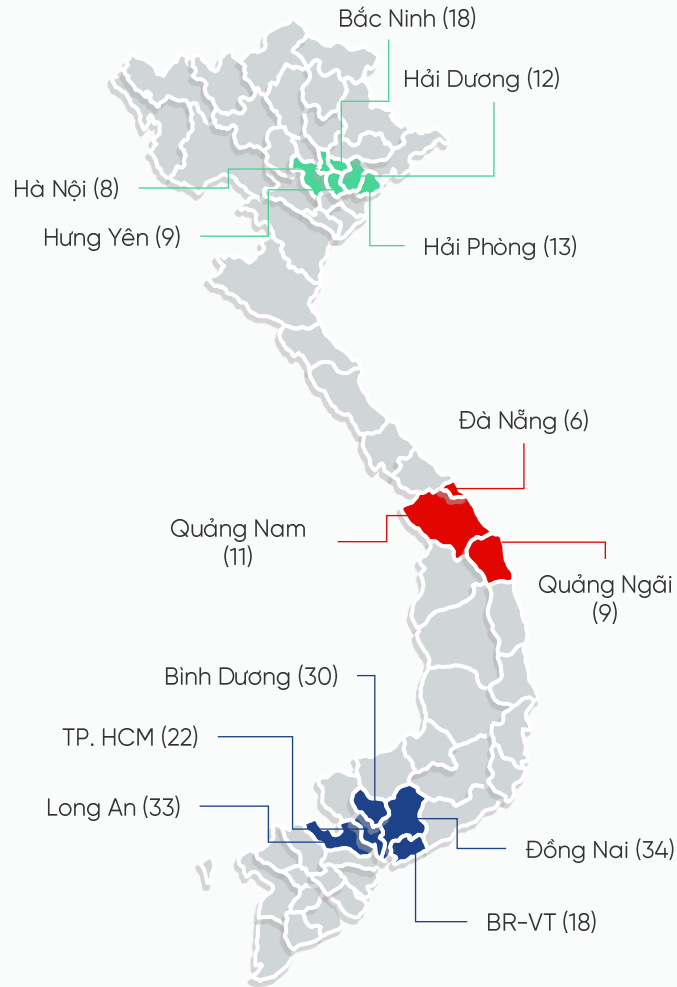 Bắc Ninh (18)
Hải Dương (12)
Hà Nội (8)
Hưng Yên (9)
Hải Phòng (13)
Đà Nẵng (6)
Quảng Nam
(11)
Quảng Ngãi
(9)
Bình Dương (30)
TP. HCM (22)
Long An (33)
Đồng Nai (34)
BR-VT (18)